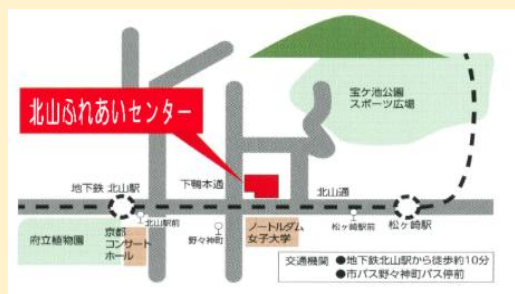 宝ケ池公園
スポーツ広場
北山ふれあいセンター
地下鉄 北山駅
下鴨本通
北山通
北山駅前
松ヶ崎駅前
松ヶ崎駅
府立植物園
京都
コンサート
ホール
野々神町
ノートルダム
女子大学
交通機関 ●地下鉄北山駅から徒歩約10分
●市バス野々神町バス停前